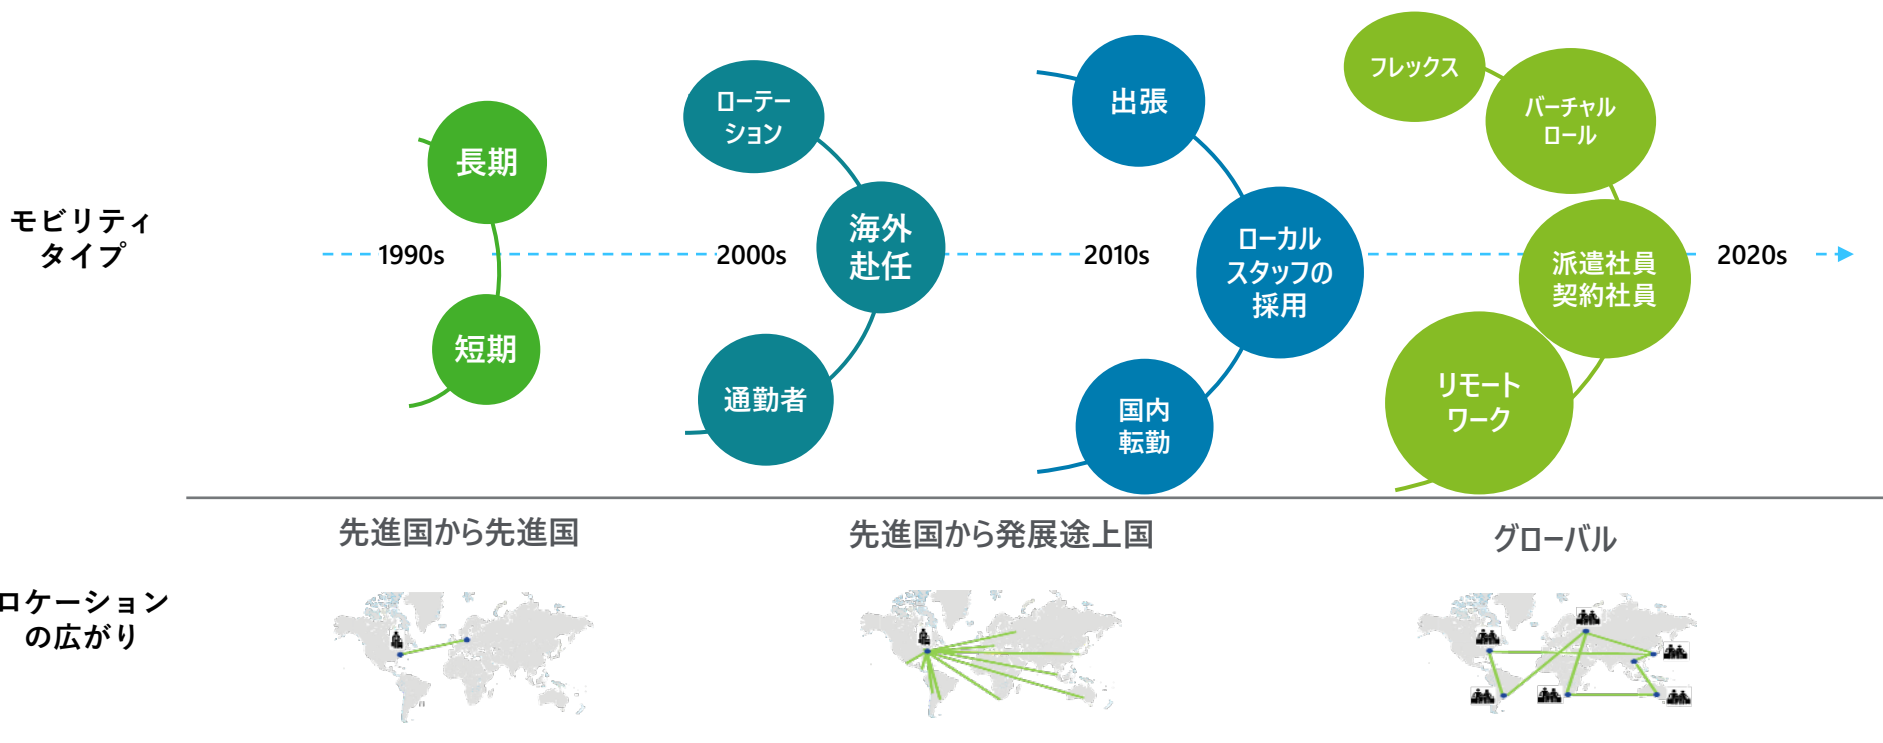 モビリティ
タイプ
1990s
長期
短期
2000s
ローテー
ション
海外
赴任
通勤者
2010s
出張
ローカル
スタッフの
採用
国内
転勤
フレックス
バーチャル
ロール
派遣社員
契約社員
リモート
ワーク
2020s
先進国から先進国
先進国から発展途上国
グローバル
ロケーション
の広がり